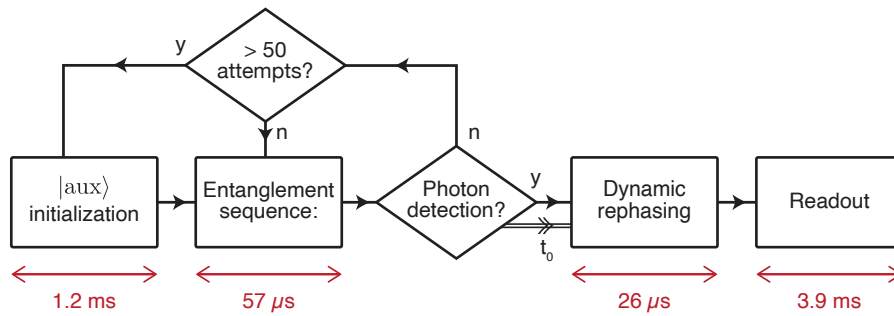 y
> 50
attempts?
n
n
|aux⟩
initialization
Entanglement
sequence:
Photon
detection?
y
t₀
Dynamic
rephasing
Readout
1.2 ms
57 μs
26 μs
3.9 ms